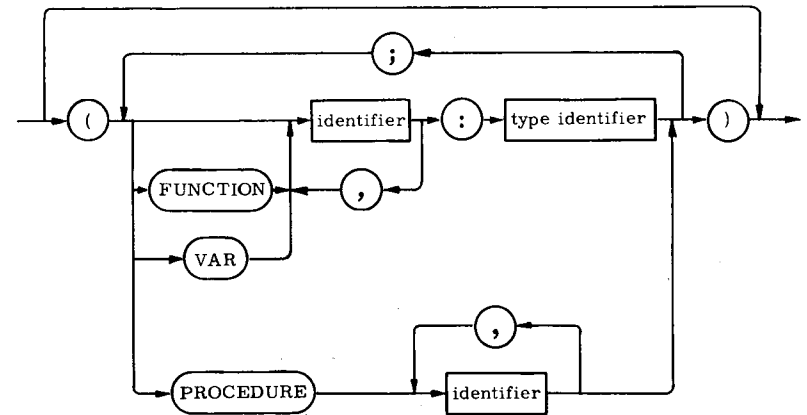 ;
( identifier : type identifier )
FUNCTION ,
VAR
,
PROCEDURE identifier